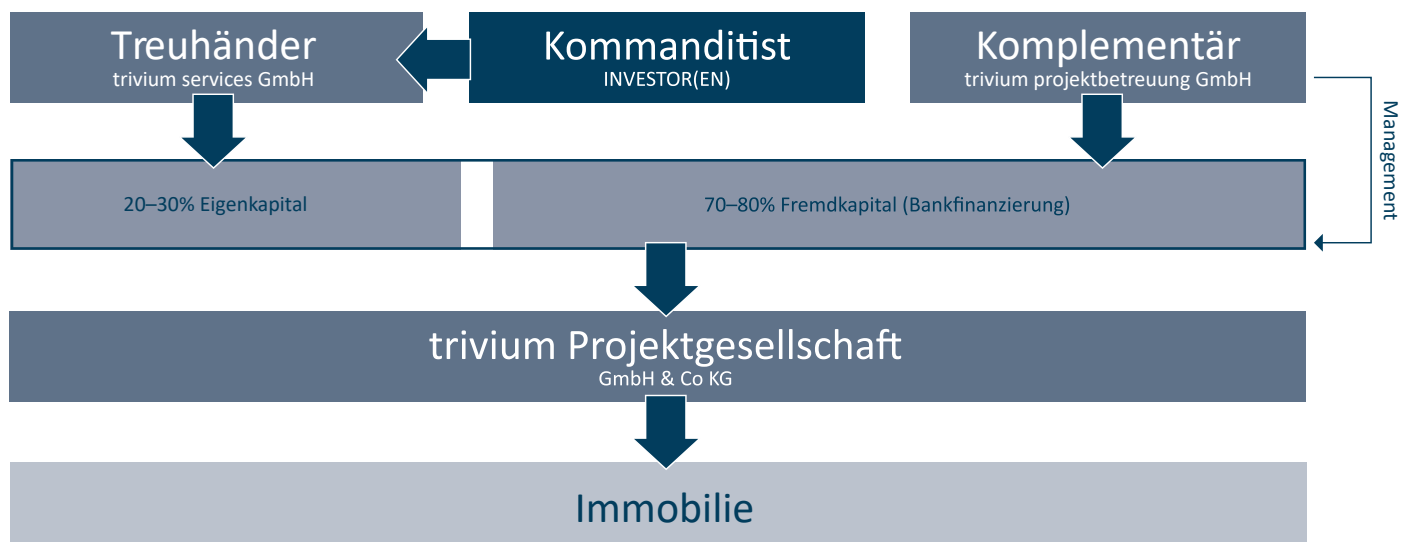 Treuhänder
trivium services GmbH
Kommanditist
INVESTOR(EN)
Komplementär
trivium projektbetreuung GmbH
Management
20–30% Eigenkapital
70–80% Fremdkapital (Bankfinanzierung)
trivium Projektgesellschaft
GmbH & Co KG
Immobilie